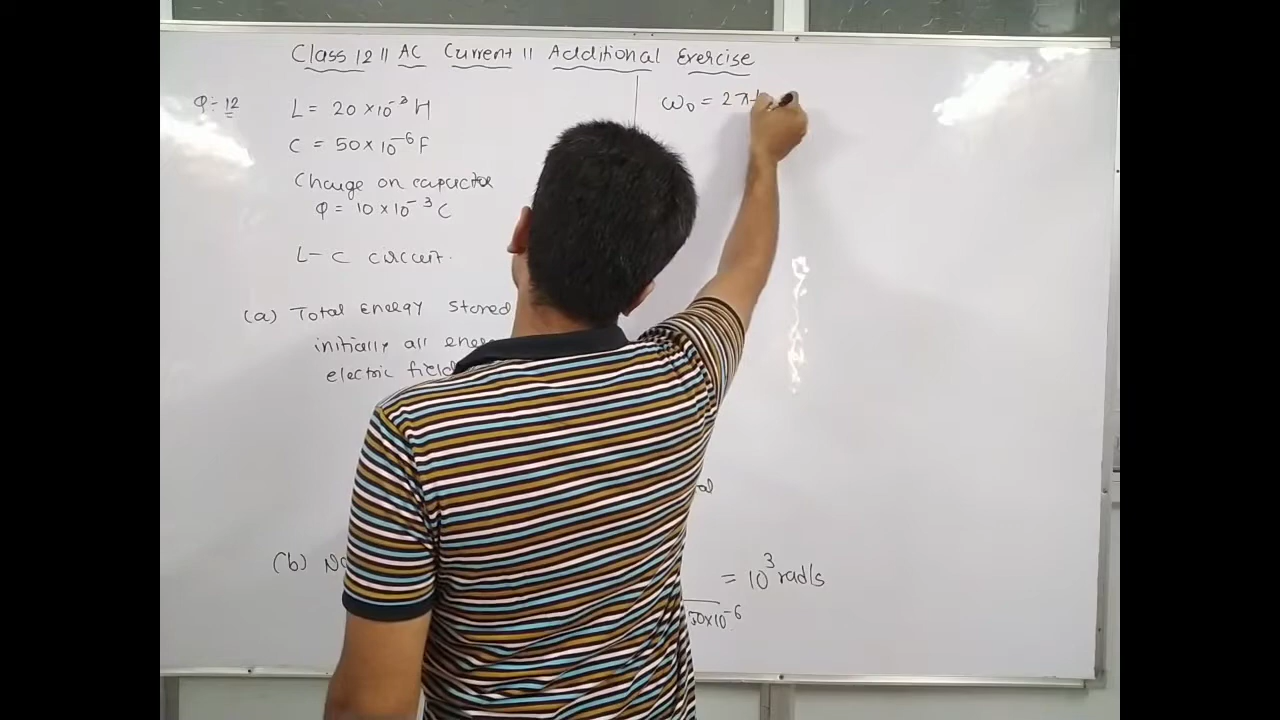 Class 12 || AC Current || Additional Exercise
Q:- 12
L = 20 × 10⁻³ H
C = 50 × 10⁻⁶ F
Charge on capacitor
Q = 10 × 10⁻³ C
L - C circuit.
(a) Total energy stored
initially, all
electric field
(b)
50×10⁻⁶
= 10³ rad/s
ω₀ = 2π